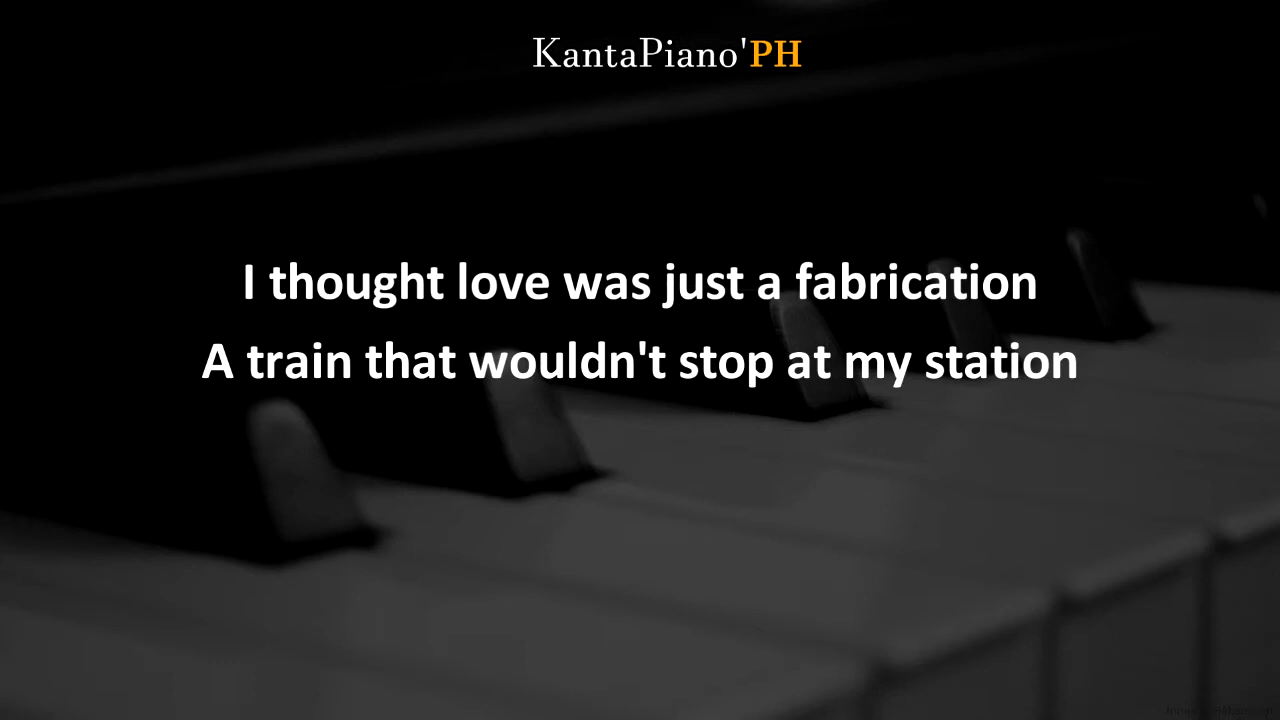 KantaPiano'PH
I thought love was just a fabrication
A train that wouldn't stop at my station